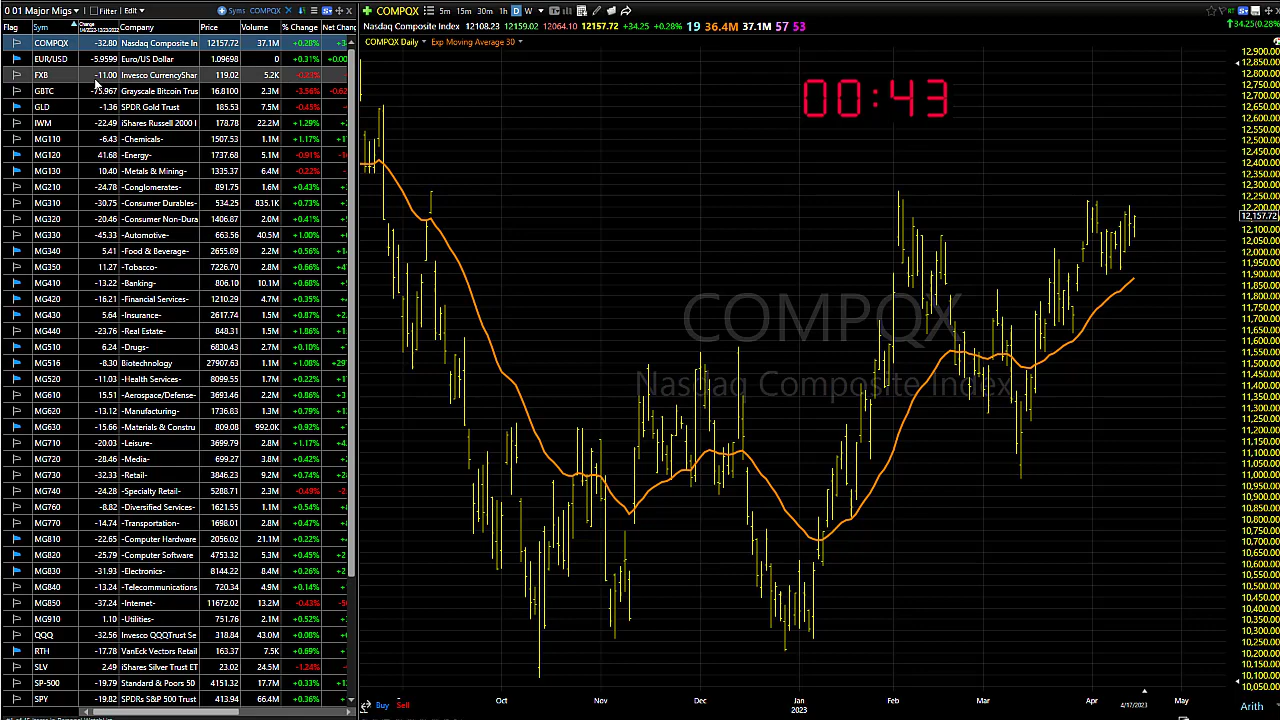 0 01 Major Migs Filter Edit Syms COMPQX
Flag Sym Change 1/4/2023-12/23/2022 Company Price Volume % Change Net Chang
COMPQX -32.80 Nasdaq Composite In 12157.72 37.1M +0.28%
EUR/USD -5.9599 Euro/US Dollar 1.09698 0 +0.31% +0.00
FXB -11.00 Invesco CurrencyShar 119.02 5.2K -0.23%
GBTC -75.967 Grayscale Bitcoin Trus 16.8100 2.3M -3.56% -0.62
GLD -1.36 SPDR Gold Trust 185.53 7.5M -0.45%
IWM -22.49 iShares Russell 2000 I 178.78 22.2M +1.29%
MG110 -6.43 -Chemicals- 1507.53 1.1M +1.17%
MG120 41.68 -Energy- 1737.68 5.1M -0.91%
MG130 10.40 -Metals & Mining- 1335.37 6.4M -0.22%
MG210 -24.78 -Conglomerates- 891.75 1.6M +0.43%
MG310 -30.75 -Consumer Durables- 534.25 835.1K +0.73%
MG320 -20.46 -Consumer Non-Dura 1406.87 2.0M +0.41%
MG330 -45.33 -Automotive- 663.56 40.5M +1.00%
MG340 5.41 -Food & Beverage- 2655.89 2.2M +0.56%
MG350 11.27 -Tobacco- 7226.70 2.8M +0.66%
MG410 -13.22 -Banking- 806.10 10.1M +0.68%
MG420 -16.21 -Financial Services- 1210.29 4.7M +0.35%
MG430 5.64 -Insurance- 2617.74 1.5M +0.87%
MG440 -23.76 -Real Estate- 848.31 1.5M +1.86%
MG510 6.24 -Drugs- 6830.43 2.7M +0.57%
MG516 -8.30 Biotechnology 27907.63 1.1M +1.08%
MG520 -11.03 -Health Services- 8099.55 1.7M +0.22%
MG610 15.51 -Aerospace/Defense- 3693.46 2.2M +0.86%
MG620 -13.12 -Manufacturing- 1736.83 1.3M +0.79%
MG630 -15.66 -Materials & Constru 809.08 992.0K +0.92%
MG710 -20.03 -Leisure- 3699.79 2.8M +1.17%
MG720 -28.46 -Media- 699.27 3.8M +0.40%
MG730 -32.33 -Retail- 3846.23 9.2M +0.74%
MG740 -24.28 -Specialty Retail- 5288.71 2.3M -0.49%
MG760 -8.82 -Diversified Services- 1621.55 1.1M +0.54%
MG770 -14.74 -Transportation- 1698.01 2.8M +0.47%
MG810 -32.55 -Computer Hardware 2056.02 21.1M +0.22%
MG820 -25.79 -Computer Software 4753.32 5.3M +0.45%
MG830 -31.93 -Electronics- 8144.22 8.4M +0.26%
MG840 -13.24 -Telecommunications 720.34 4.9M +0.14%
MG850 -37.24 -Internet- 11672.02 13.2M -0.43%
MG910 1.10 -Utilities- 751.76 2.1M +0.52%
QQQ -32.56 Invesco QQQTrust Se 318.84 43.0M +0.08%
RTH -17.78 VanEck Vectors Retail 169.37 7.5K +0.65%
SLV 2.49 iShares Silver Trust ET 23.02 24.5M -1.24%
SP-500 -19.79 Standard & Poors 50 4151.32 17.7M +0.33%
SPY -19.82 SPDRs S&P 500 Trust 413.94 66.4M +0.36%
COMPQX 5m 15m 30m 1h D W
Nasdaq Composite Index 12108.23 12159.02 12064.10 12157.72 +34.25 +0.28% 19 36.4M 37.1M 57 53
+34.25 (0.28%
COMPQX Daily Exp Moving Average 30
00:43
COMPQX
Nasdaq Composite Index
12,900.00
12,850.00
12,800.00
12,750.00
12,700.00
12,650.00
12,600.00
12,550.00
12,500.00
12,450.00
12,400.00
12,350.00
12,300.00
12,250.00
12,200.00
12,157.72
12,100.00
12,050.00
12,000.00
11,950.00
11,900.00
11,850.00
11,800.00
11,750.00
11,700.00
11,650.00
11,600.00
11,550.00
11,500.00
11,450.00
11,400.00
11,350.00
11,300.00
11,250.00
11,200.00
11,150.00
11,100.00
11,050.00
11,000.00
10,950.00
10,900.00
10,850.00
10,800.00
10,750.00
10,700.00
10,650.00
10,600.00
10,550.00
10,500.00
10,450.00
10,400.00
10,350.00
10,300.00
10,250.00
10,200.00
10,150.00
10,100.00
10,050.00
Oct Nov Dec Jan Feb Mar Apr May
2023
4/17/2023
Buy Sell
Arith